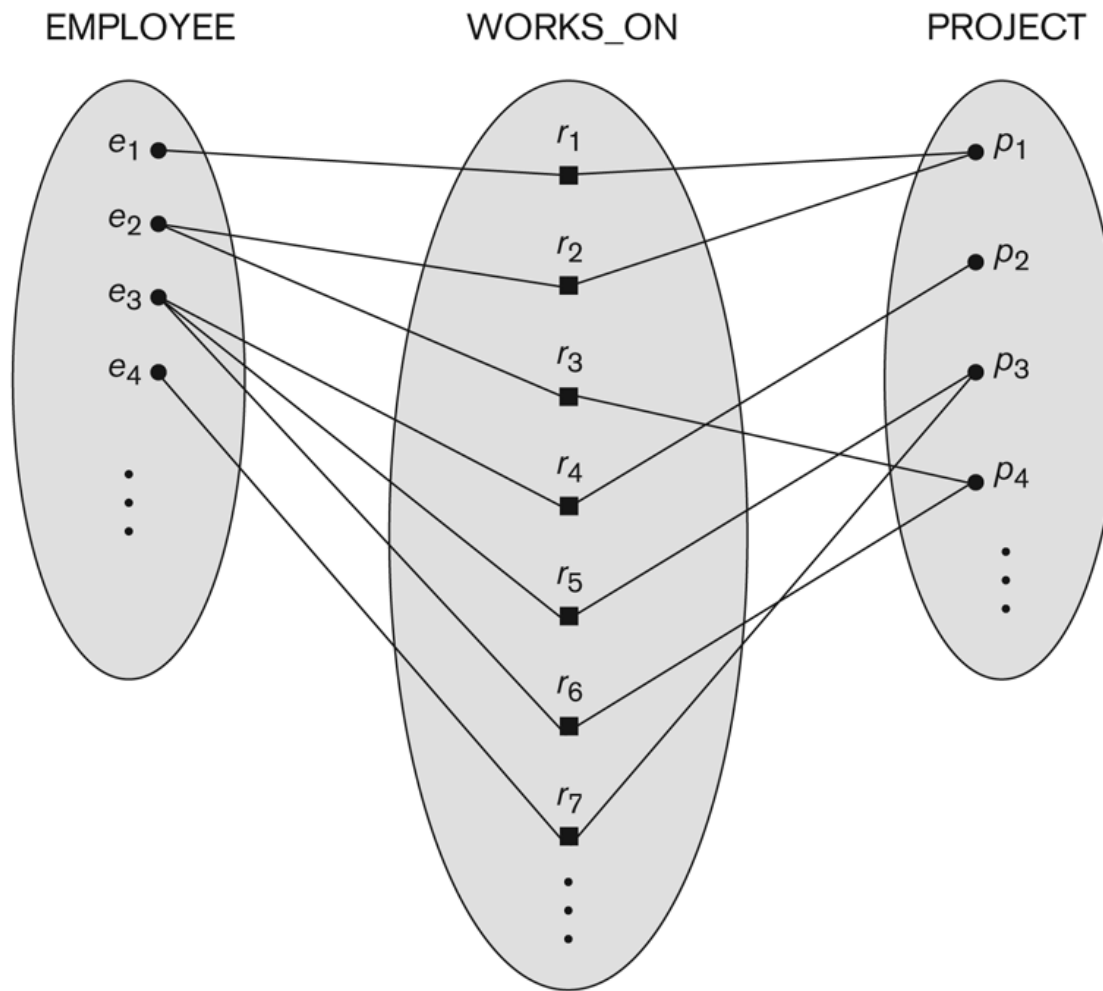 EMPLOYEE WORKS_ON PROJECT
e1 r1 p1
e2 r2 p2
e3 r3 p3
e4 r4 p4
r5
r6
r7